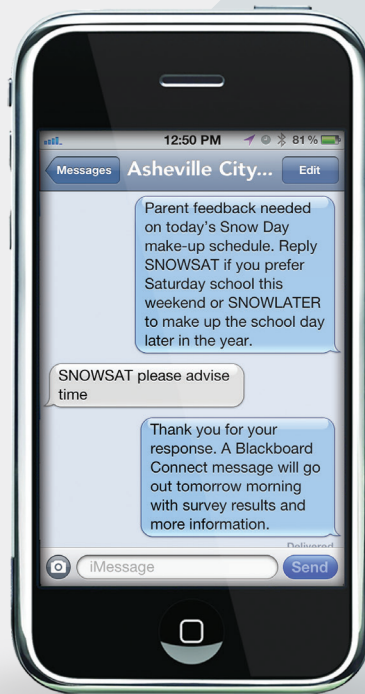 12:50 PM 81%
Messages Asheville City... Edit
Parent feedback needed
on today's Snow Day
make-up schedule. Reply
SNOWSAT if you prefer
Saturday school this
weekend or SNOWLATER
to make up the school day
later in the year.
SNOWSAT please advise
time
Thank you for your
response. A Blackboard
Connect message will go
out tomorrow morning
with survey results and
more information.
Delivered
iMessage Send